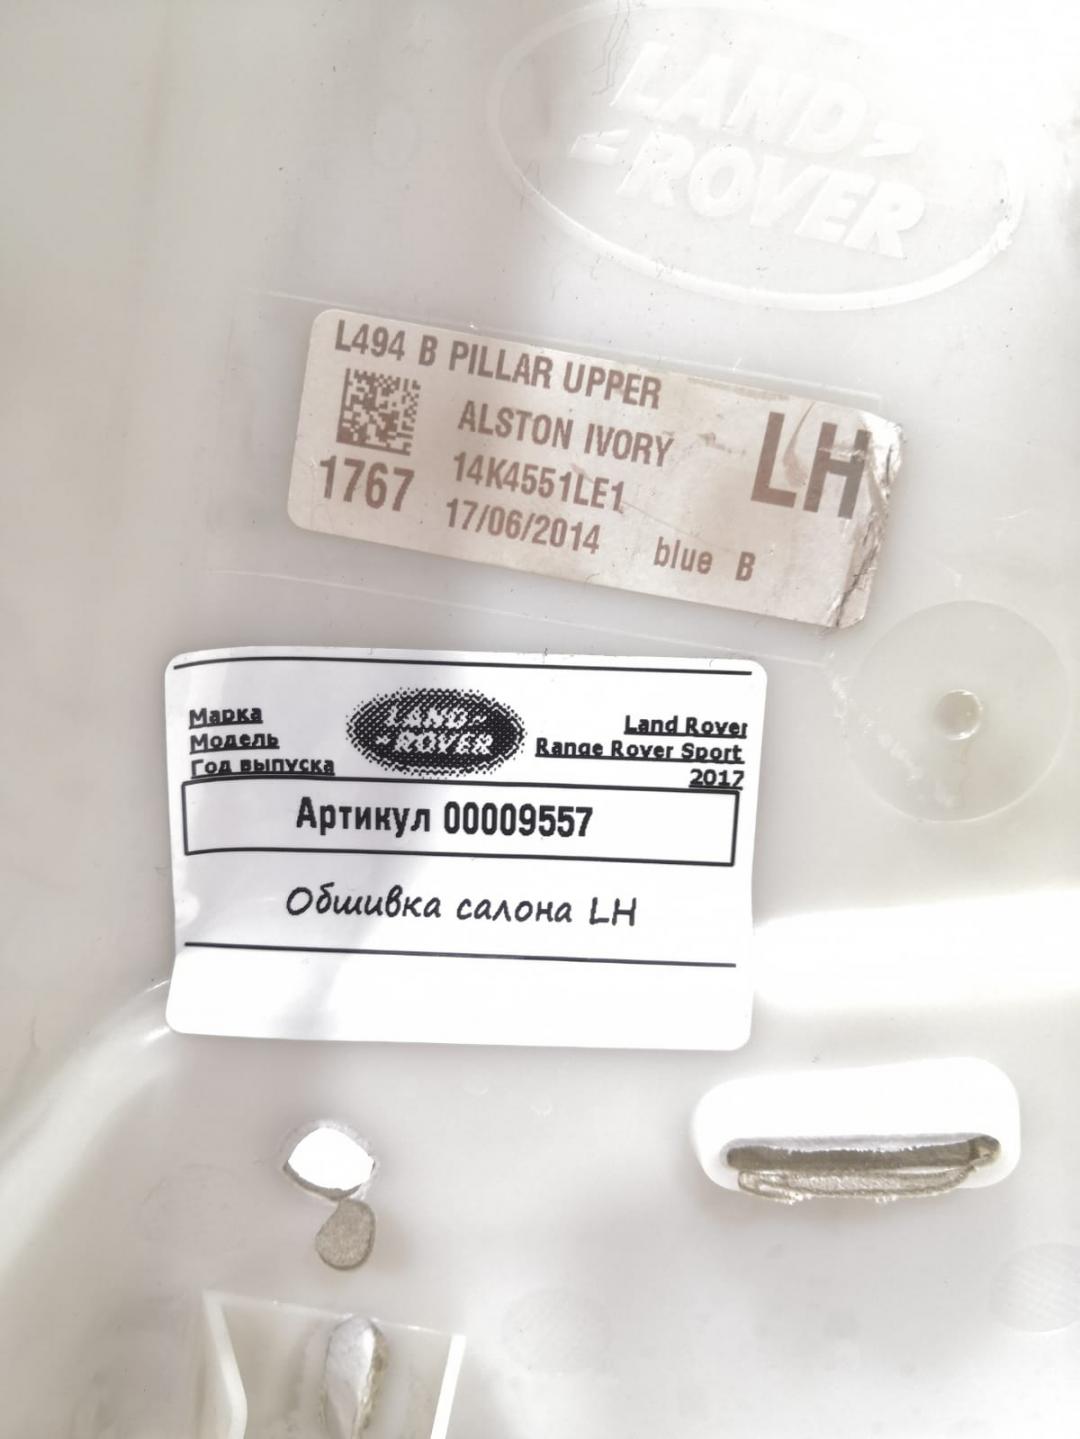 LAND
ROVER
L494 B PILLAR UPPER
ALSTON IVORY
LH
1767
14K4551LE1
17/06/2014
blue B
Марка
LAND
ROVER
Land Rover
Модель
Range Rover Sport
Год выпуска
2017
Артикул 00009557
Обшивка салона LH